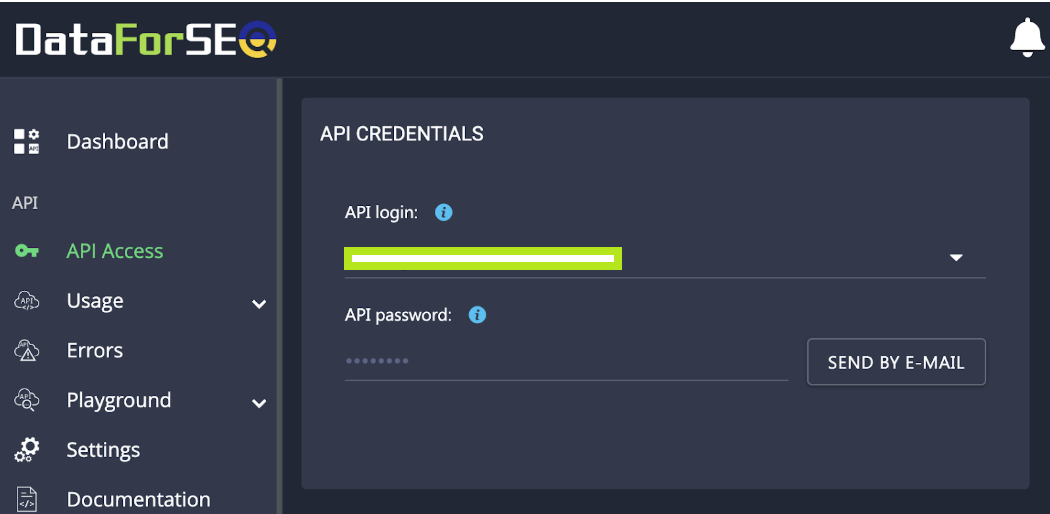 DataForSEO
Dashboard
API
API Access
Usage
Errors
Playground
Settings
Documentation
API CREDENTIALS
API login:
API password:
••••••••
SEND BY E-MAIL